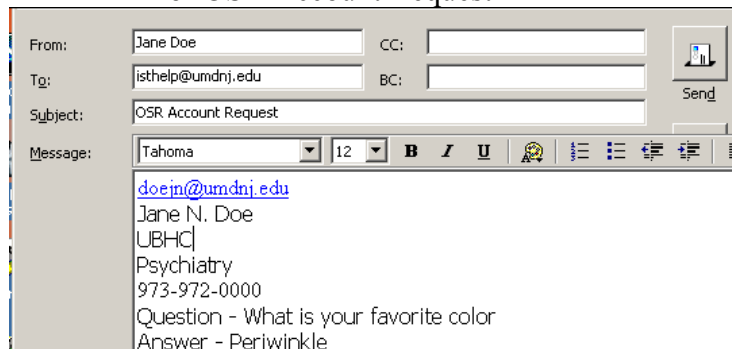 OSR Account Request
From: Jane Doe CC:
To: isthelp@umdnj.edu BC:
Send
Subject: OSR Account Request
Message: Tahoma 12 B I U
doejn@umdnj.edu
Jane N. Doe
UBHC
Psychiatry
973-972-0000
Question - What is your favorite color
Answer - Periwinkle